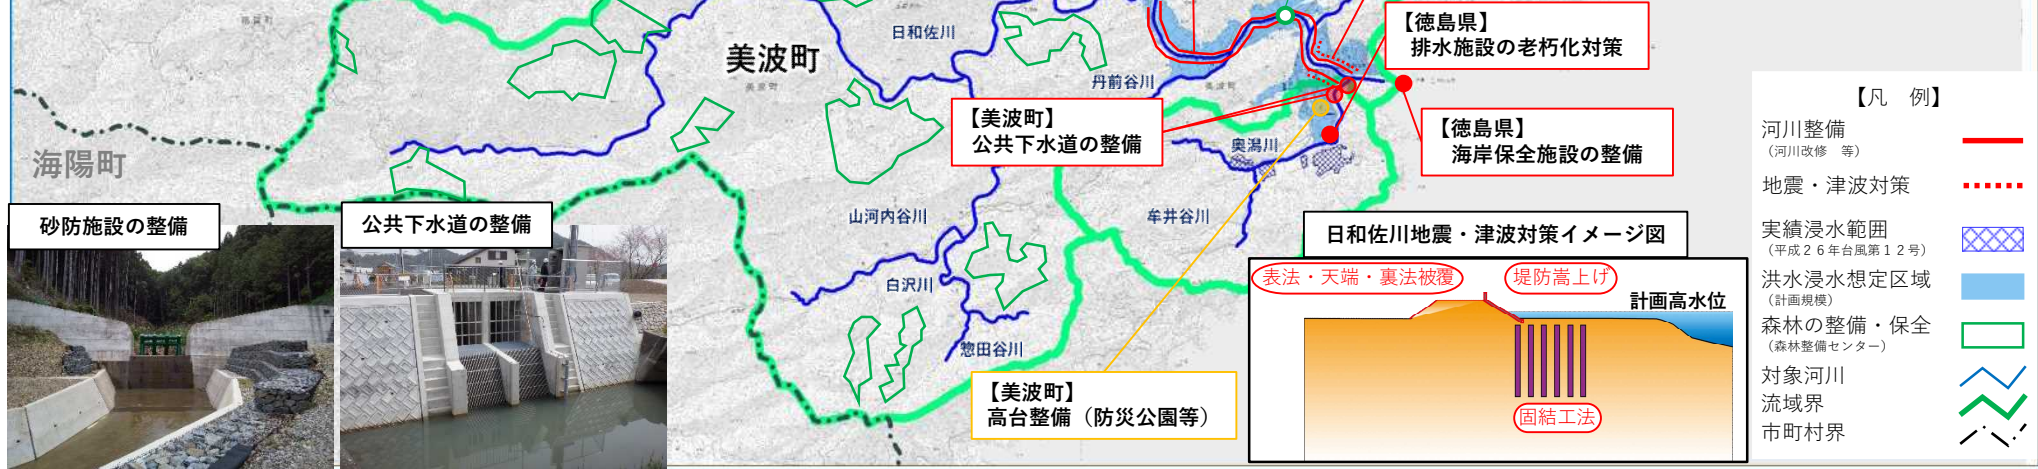 日和佐川
美波町
美波町
丹前谷川
【徳島県】
排水施設の老朽化対策
【美波町】
公共下水道の整備
【徳島県】
海岸保全施設の整備
海陽町
奥潟川
山河内谷川
牟井谷川
白沢川
惣田谷川
【美波町】
高台整備（防災公園等）
砂防施設の整備
公共下水道の整備
日和佐川地震・津波対策イメージ図
表法・天端・裏法被覆
堤防嵩上げ
計画高水位
固結工法
【凡　例】
河川整備
（河川改修　等）
地震・津波対策
実績浸水範囲
（平成２６年台風第１２号）
洪水浸水想定区域
（計画規模）
森林の整備・保全
（森林整備センター）
対象河川
流域界
市町村界